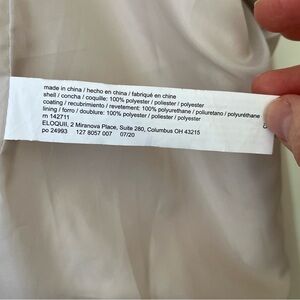 made in china / hecho en china / fabriqué en chine
shell / concha / coquille: 100% polyester / poliester / polyester
coating / recubrimiento / revetement: 100% polyurethane / poliuretano / polyuréthane
lining / forro / doublure: 100% polyester / poliester / polyester
rn 142711
ELOQUII, 2 Miranova Place, Suite 280, Columbus OH 43215
po 24993 127 8057 007 07/20